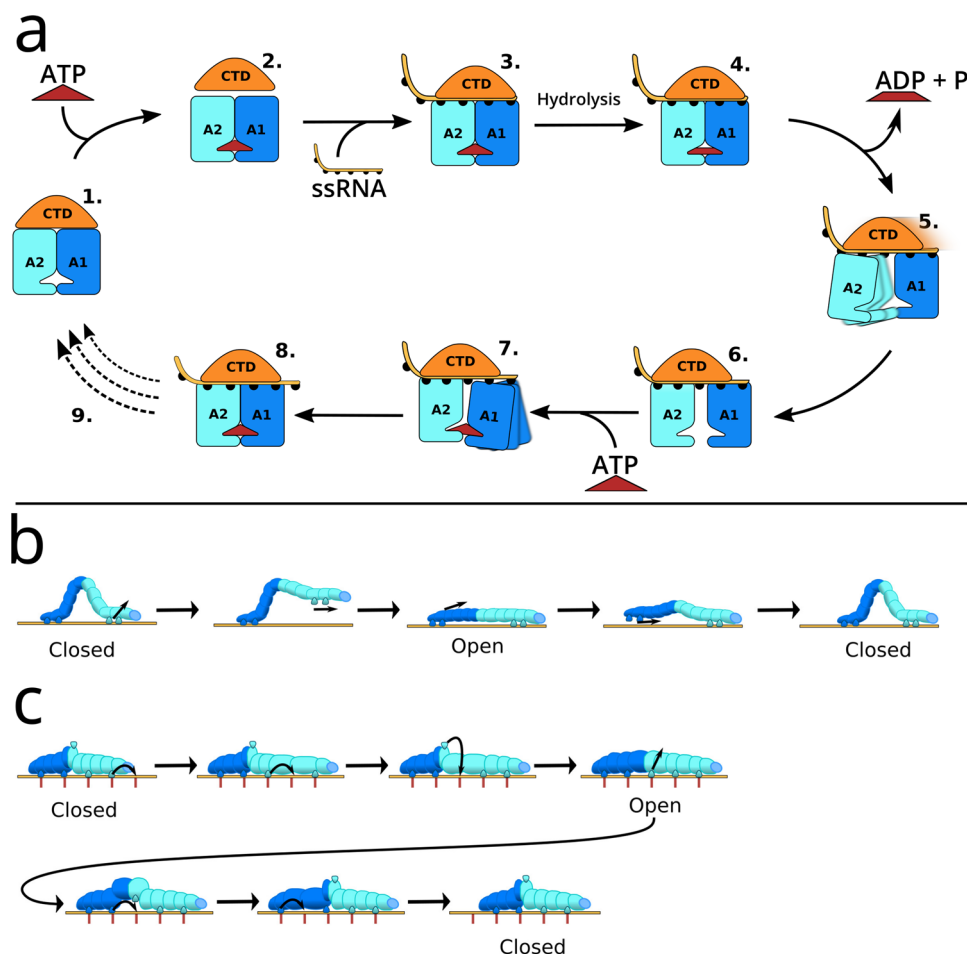 a
ATP
2.
CTD
A2
A1
ssRNA
3.
CTD
A2
A1
Hydrolysis
4.
CTD
A2
A1
ADP + P
1.
CTD
A2
A1
5.
CTD
A2
A1
9.
8.
CTD
A2
A1
7.
CTD
A2
A1
ATP
6.
CTD
A2
A1
b
Closed
Open
Closed
c
Closed
Open
Closed